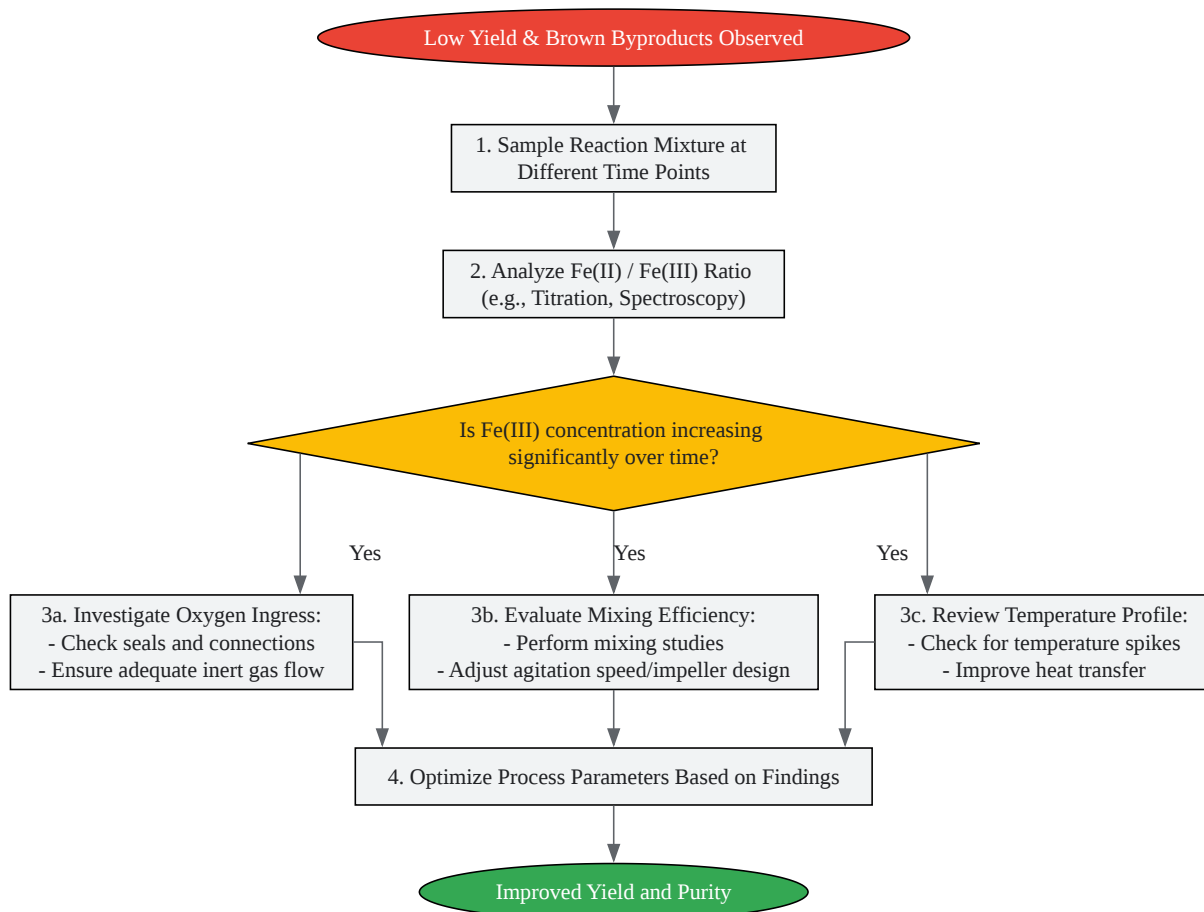 Low Yield & Brown Byproducts Observed
1. Sample Reaction Mixture at
Different Time Points
2. Analyze Fe(II) / Fe(III) Ratio
(e.g., Titration, Spectroscopy)
Is Fe(III) concentration increasing
significantly over time?
Yes
Yes
Yes
3a. Investigate Oxygen Ingress:
- Check seals and connections
- Ensure adequate inert gas flow
3b. Evaluate Mixing Efficiency:
- Perform mixing studies
- Adjust agitation speed/impeller design
3c. Review Temperature Profile:
- Check for temperature spikes
- Improve heat transfer
4. Optimize Process Parameters Based on Findings
Improved Yield and Purity